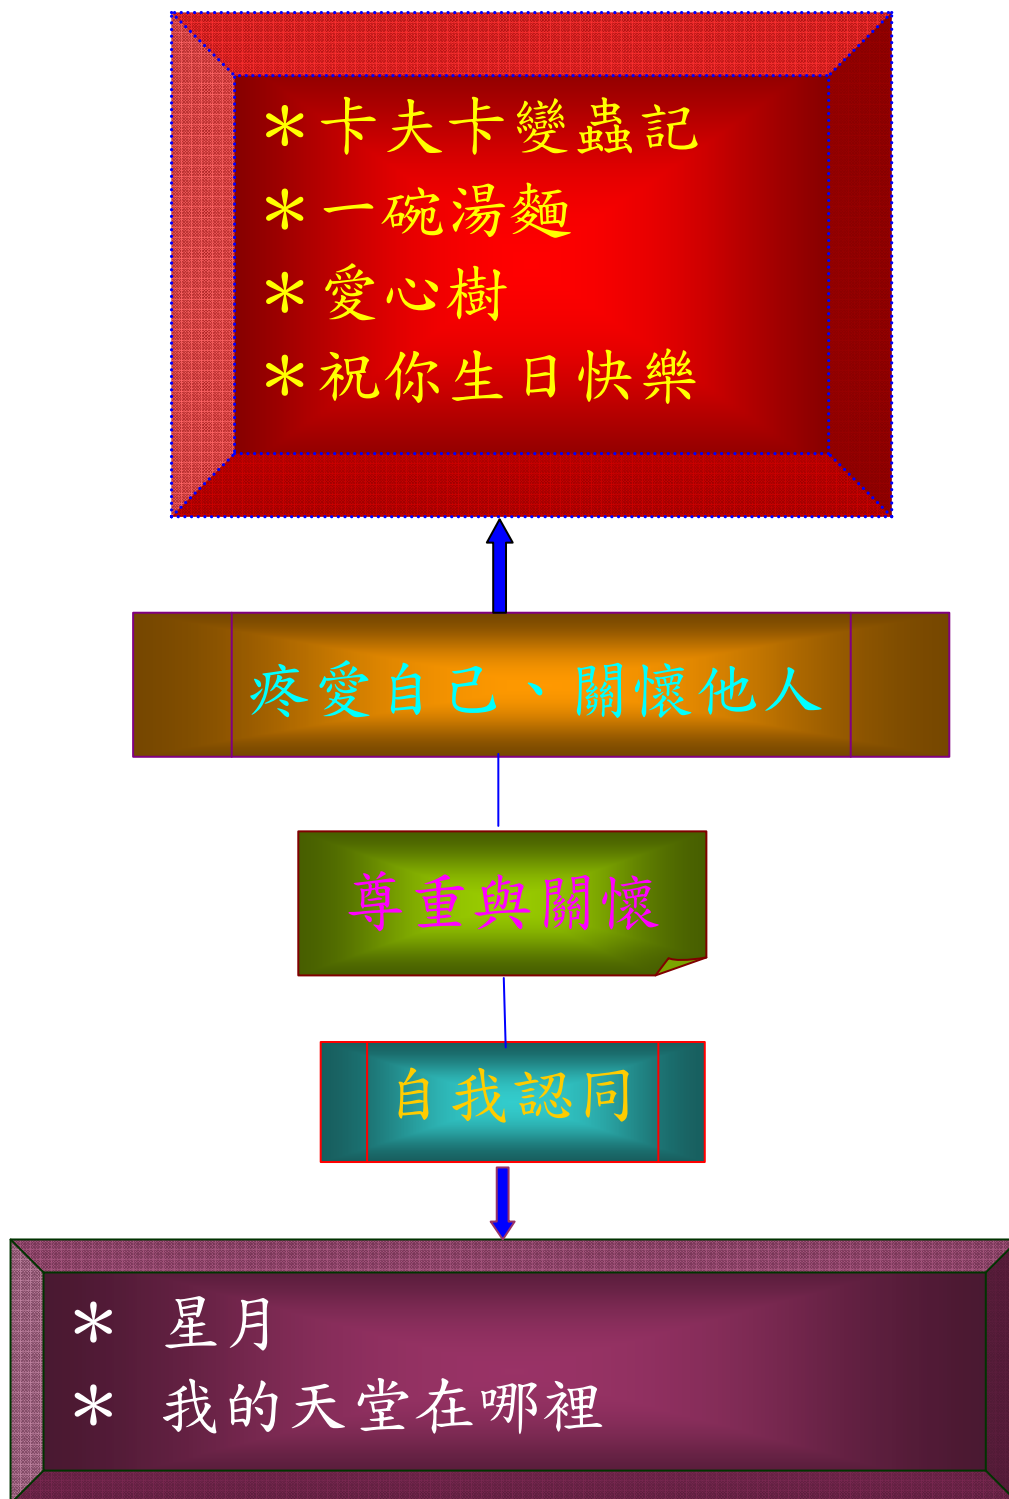 ＊卡夫卡變蟲記
＊一碗湯麵
＊愛心樹
＊祝你生日快樂
疼愛自己、關懷他人
尊重與關懷
自我認同
＊ 星月
＊ 我的天堂在哪裡